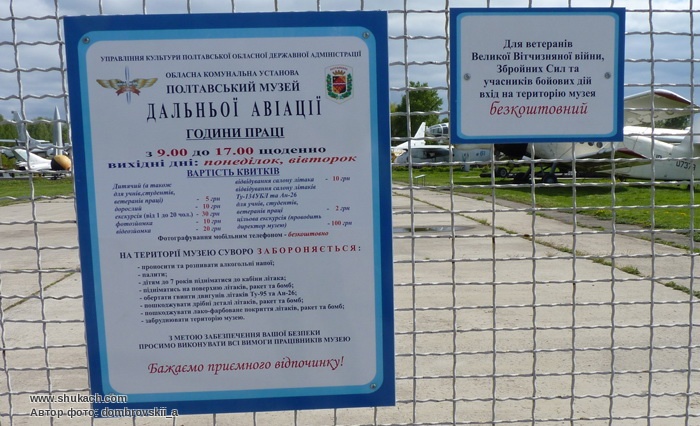 УПРАВЛІННЯ КУЛЬТУРИ ПОЛТАВСЬКОЇ ОБЛАСНОЇ ДЕРЖАВНОЇ АДМІНІСТРАЦІЇ
ОБЛАСНА КОМУНАЛЬНА УСТАНОВА
ПОЛТАВСЬКИЙ МУЗЕЙ
ДАЛЬНЬОЇ АВІАЦІЇ
ГОДИНИ ПРАЦІ
з 9.00 до 17.00 щоденно
вихідні дні: понеділок, вівторок
ВАРТІСТЬ КВИТКІВ
Дитячий (а також
для учнів, студентів,
ветеранів праці) - 5 грн
дорослий - 10 грн
екскурсія (від 1 до 20 чол.) - 30 грн
фотозйомка - 10 грн
відеозйомка - 20 грн
відвідування салону літака - 10 грн
відвідування салону літаків
Ту-134УБЛ та Ан-26
для учнів, студентів,
ветеранів праці - 2 грн
цільова екскурсія (проводить
директор музею) - 100 грн
Фотографування мобільним телефоном - безкоштовно
НА ТЕРИТОРІЇ МУЗЕЮ СУВОРО ЗАБОРОНЯЄТЬСЯ:
- проносити та розпивати алкогольні напої;
- палити;
- дітям до 7 років підніматися до кабіни літака;
- підніматись на поверхню літаків, ракет та бомб;
- обертати гвинти двигунів літаків Ту-95 та Ан-26;
- пошкоджувати дрібні деталі літаків, ракет та бомб;
- пошкоджувати лако-фарбоване покриття літаків, ракет та бомб;
- забруднювати територію музею.
З МЕТОЮ ЗАБЕЗПЕЧЕННЯ ВАШОЇ БЕЗПЕКИ
ПРОСИМО ВИКОНУВАТИ ВСІ ВИМОГИ ПРАЦІВНИКІВ МУЗЕЮ
Бажаємо приємного відпочинку!
Для ветеранів
Великої Вітчизняної війни,
Збройних Сил та
учасників бойових дій
вхід на територію музея
безкоштовний
www.shukach.com
Автор фото: dombrovskii_a